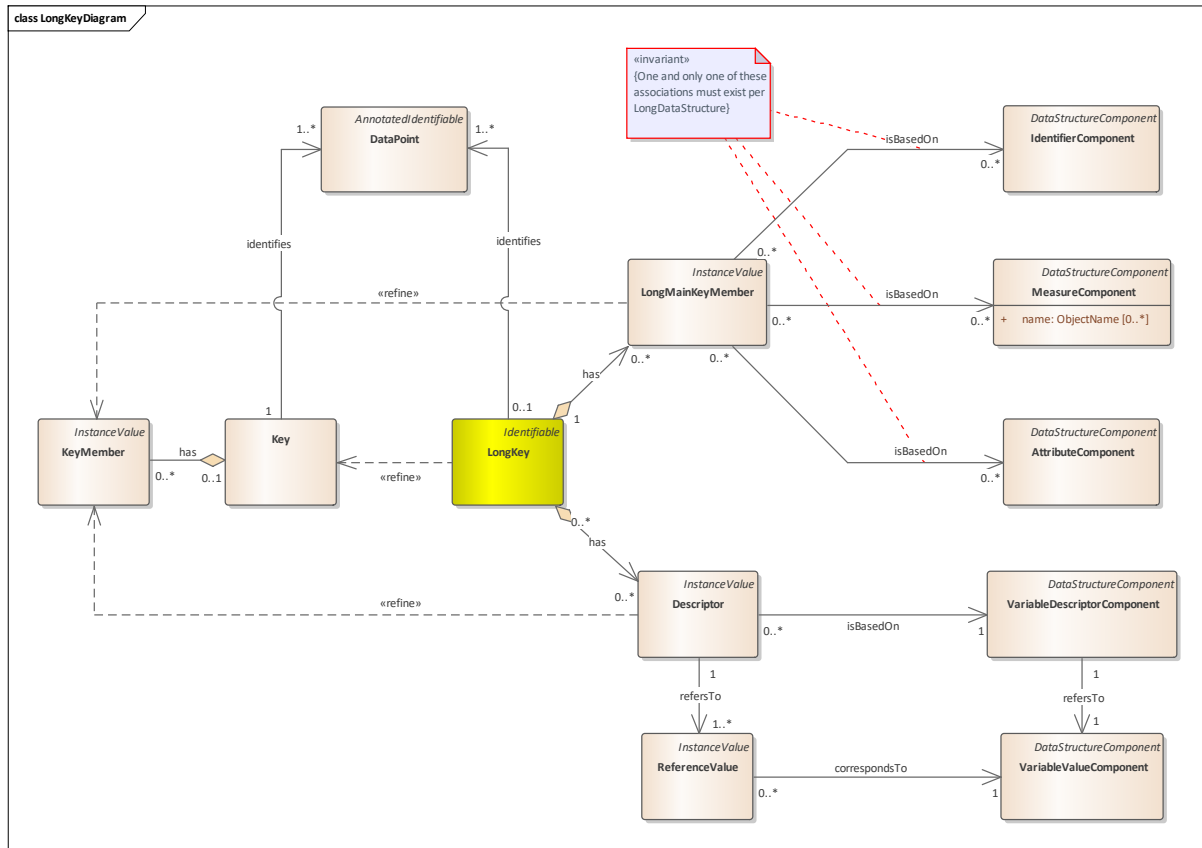 class LongKeyDiagram
«invariant»
{One and only one of these
associations must exist per
LongDataStructure}
AnnotatedIdentifiable
DataPoint
1..*
1..*
DataStructureComponent
IdentifierComponent
isBasedOn
0..*
identifies
identifies
0..*
InstanceValue
LongMainKeyMember
DataStructureComponent
MeasureComponent
+ name: ObjectName [0..*]
isBasedOn
0..*
0..*
«refine»
0..*
0..*
has
1
0..1
1
InstanceValue
KeyMember
has
0..*
0..1
Key
Identifiable
LongKey
«refine»
DataStructureComponent
AttributeComponent
isBasedOn
0..*
0..*
has
InstanceValue
Descriptor
0..*
«refine»
DataStructureComponent
VariableDescriptorComponent
isBasedOn
0..*
1
1
refersTo
1..*
1
refersTo
1
InstanceValue
ReferenceValue
DataStructureComponent
VariableValueComponent
correspondsTo
0..*
1